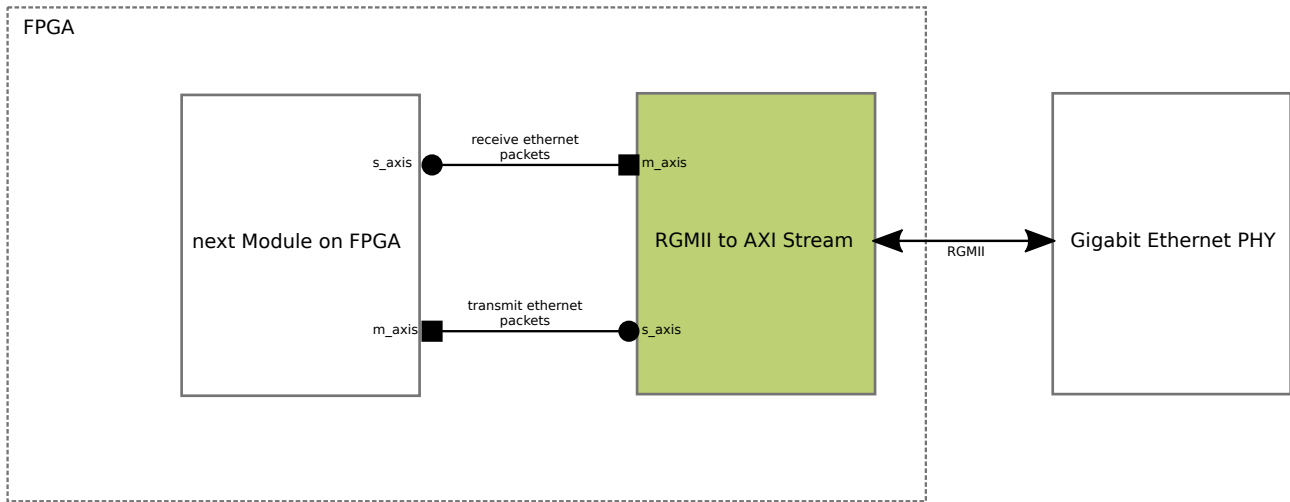 FPGA
receive ethernet
packets
s_axis
m_axis
next Module on FPGA
RGMII to AXI Stream
RGMII
Gigabit Ethernet PHY
transmit ethernet
packets
m_axis
s_axis